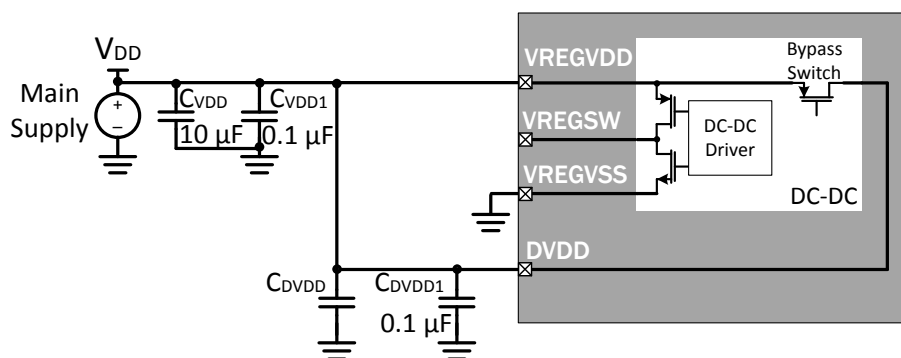 VDD
Main
Supply
+
–
CVDD
10 µF
CVDD1
0.1 µF
VREGVDD
VREGSW
VREGVSS
DVDD
Bypass
Switch
DC-DC
Driver
DC-DC
CDVDD
CDVDD1
0.1 µF